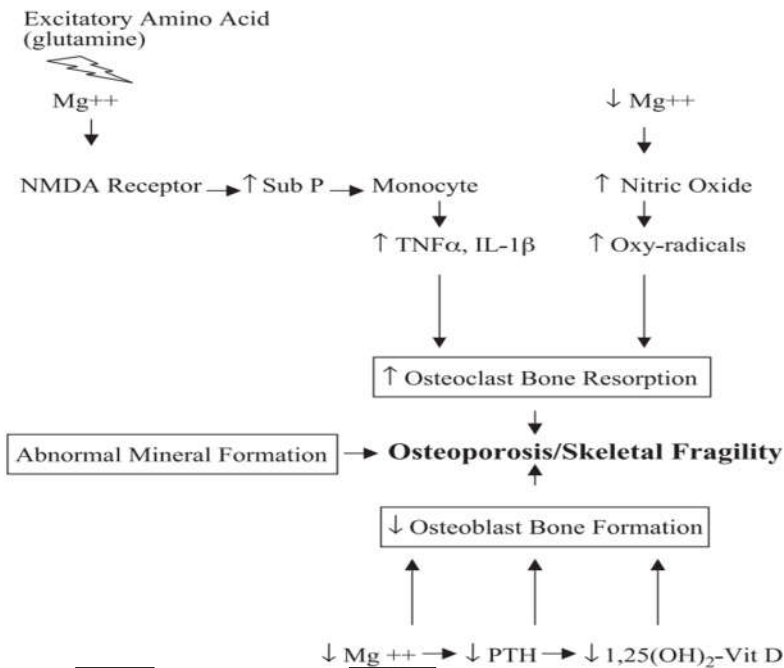 Excitatory Amino Acid
(glutamine)
Mg++
↓ Mg++
NMDA Receptor → ↑ Sub P → Monocyte
↑ Nitric Oxide
↑ TNFα, IL-1β
↑ Oxy-radicals
↑ Osteoclast Bone Resorption
Abnormal Mineral Formation → Osteoporosis/Skeletal Fragility
↓ Osteoblast Bone Formation
↓ Mg ++ → ↓ PTH → ↓ 1,25(OH)₂-Vit D